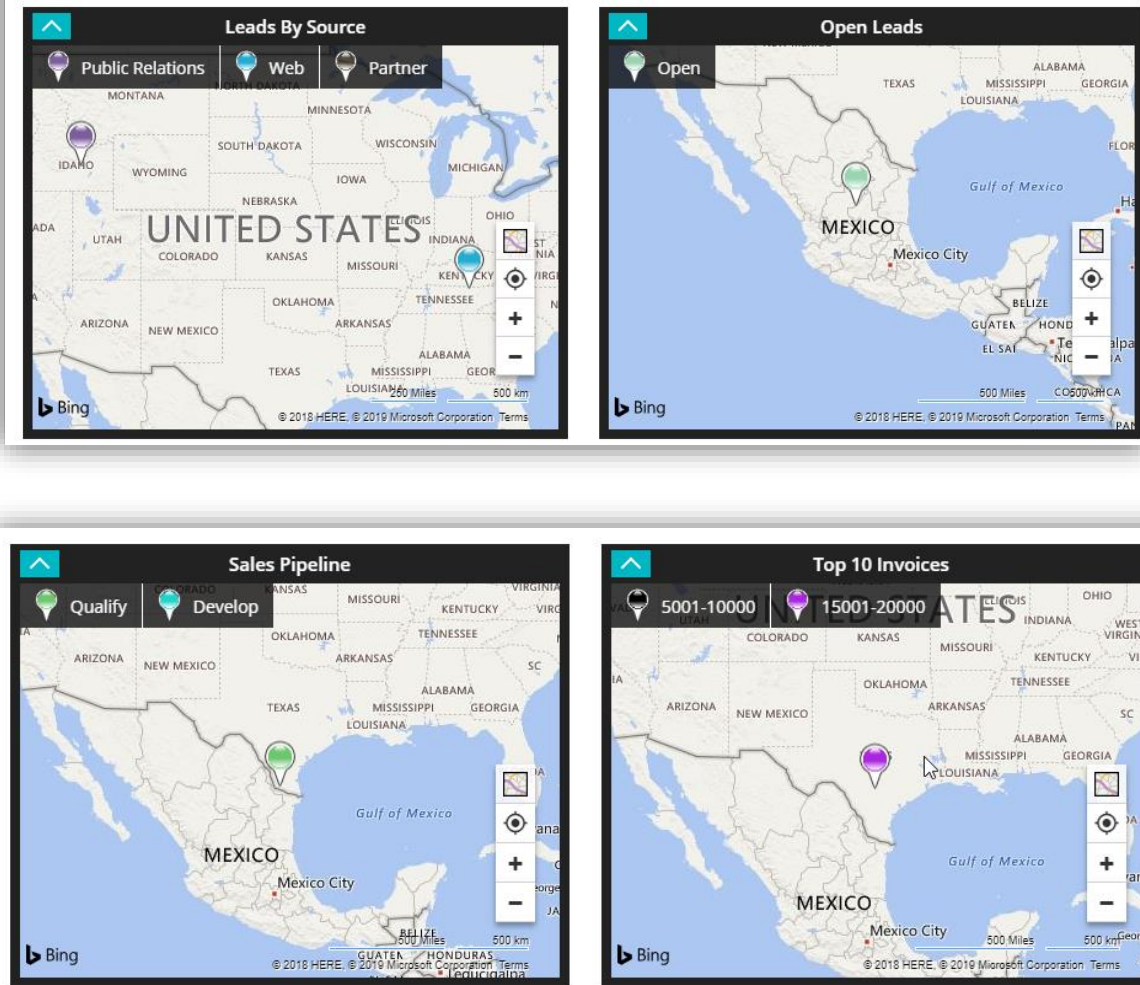 Leads By Source
Public Relations
Web
Partner
NORTH DAKOTA
MONTANA
MINNESOTA
IDAHO
SOUTH DAKOTA
WISCONSIN
WYOMING
MICHIGAN
IOWA
NEBRASKA
UNITED STATES
OHIO
UTAH
INDIANA
COLORADO
KANSAS
MISSOURI
OKLAHOMA
TENNESSEE
ARIZONA
NEW MEXICO
ARKANSAS
ALABAMA
TEXAS
MISSISSIPPI
250 Miles
500 km
Bing
© 2018 HERE, © 2019 Microsoft Corporation Terms
Open Leads
Open
ALABAMA
TEXAS
MISSISSIPPI
GEORGIA
LOUISIANA
Gulf of Mexico
MEXICO
Mexico City
BELIZE
500 Miles
500 km
Bing
© 2018 HERE, © 2019 Microsoft Corporation Terms
Sales Pipeline
Qualify
Develop
KANSAS
MISSOURI
VIRGINIA
KENTUCKY
OKLAHOMA
TENNESSEE
ARIZONA
NEW MEXICO
ARKANSAS
SC
ALABAMA
TEXAS
MISSISSIPPI
GEORGIA
LOUISIANA
Gulf of Mexico
MEXICO
Mexico City
BELIZE
500 Miles
500 km
HONDURAS
Bing
© 2018 HERE, © 2019 Microsoft Corporation Terms
Tegucigalpa
Top 10 Invoices
5001-10000
15001-20000
UNITED STATES
OHIO
UTAH
INDIANA
COLORADO
KANSAS
MISSOURI
KENTUCKY
OKLAHOMA
TENNESSEE
ARIZONA
NEW MEXICO
ARKANSAS
SC
ALABAMA
MISSISSIPPI
GEORGIA
LOUISIANA
Gulf of Mexico
MEXICO
Mexico City
500 Miles
500 km
Bing
© 2018 HERE, © 2019 Microsoft Corporation Terms